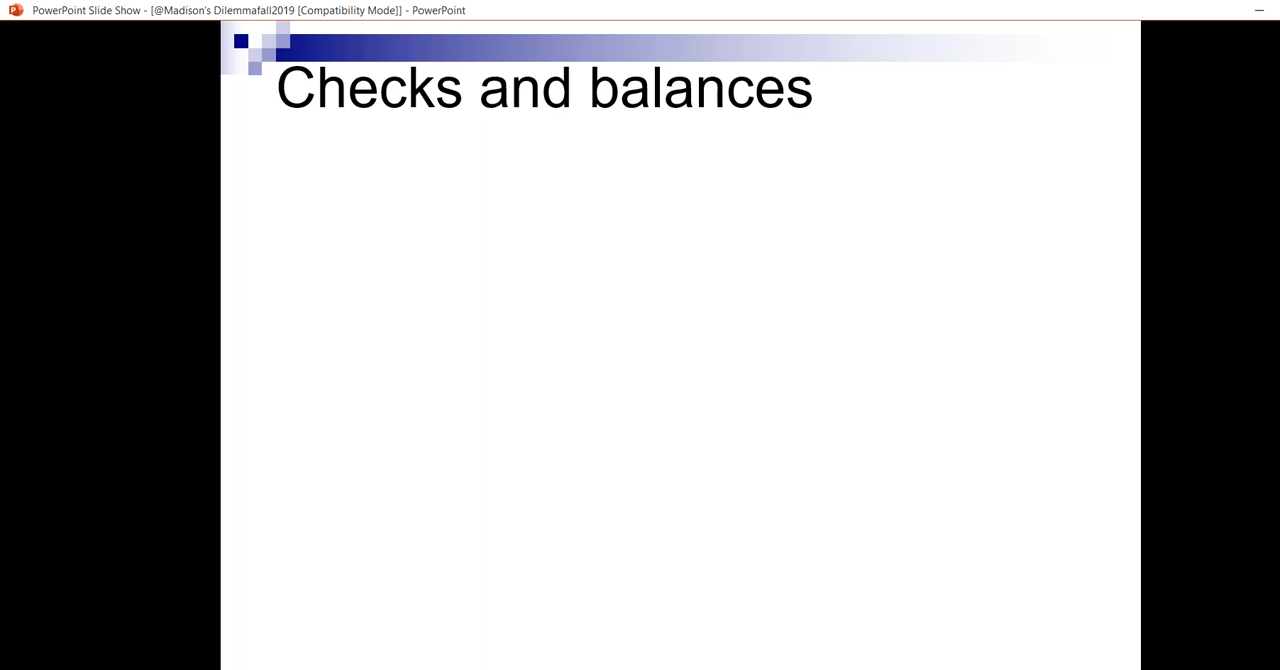 PowerPoint Slide Show - [@Madison's Dilemmafall2019 [Compatibility Mode]] - PowerPoint
Checks and balances